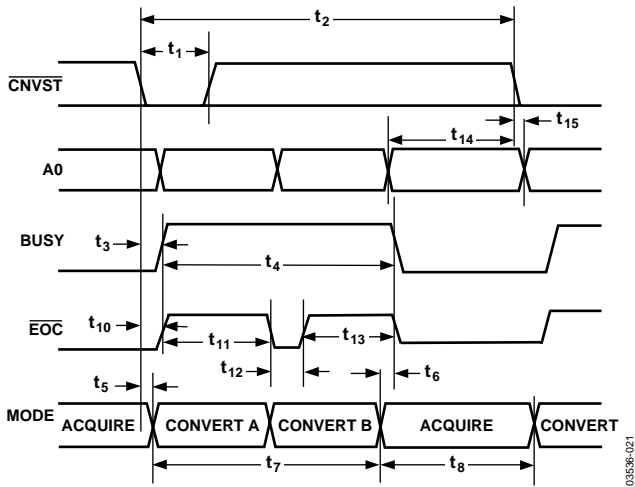 t2
t1
CNVST
t14
t15
A0
BUSY
t3
t4
EOC
t10
t11
t13
t12
t6
t5
MODE
ACQUIRE
CONVERT A
CONVERT B
ACQUIRE
CONVERT
t7
t8
03536-021